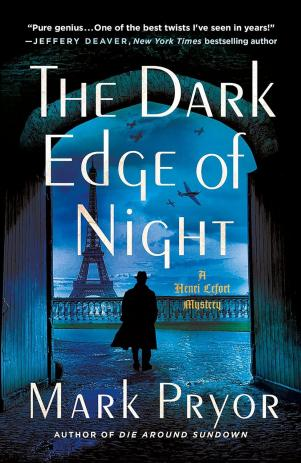 "Pure genius...One of the best twists I've seen in years!"
—JEFFERY DEAVER, New York Times bestselling author
THE DARK
EDGE OF
NIGHT
A
Henri Lefort
Mystery
MARK PRYOR
AUTHOR OF DIE AROUND SUNDOWN